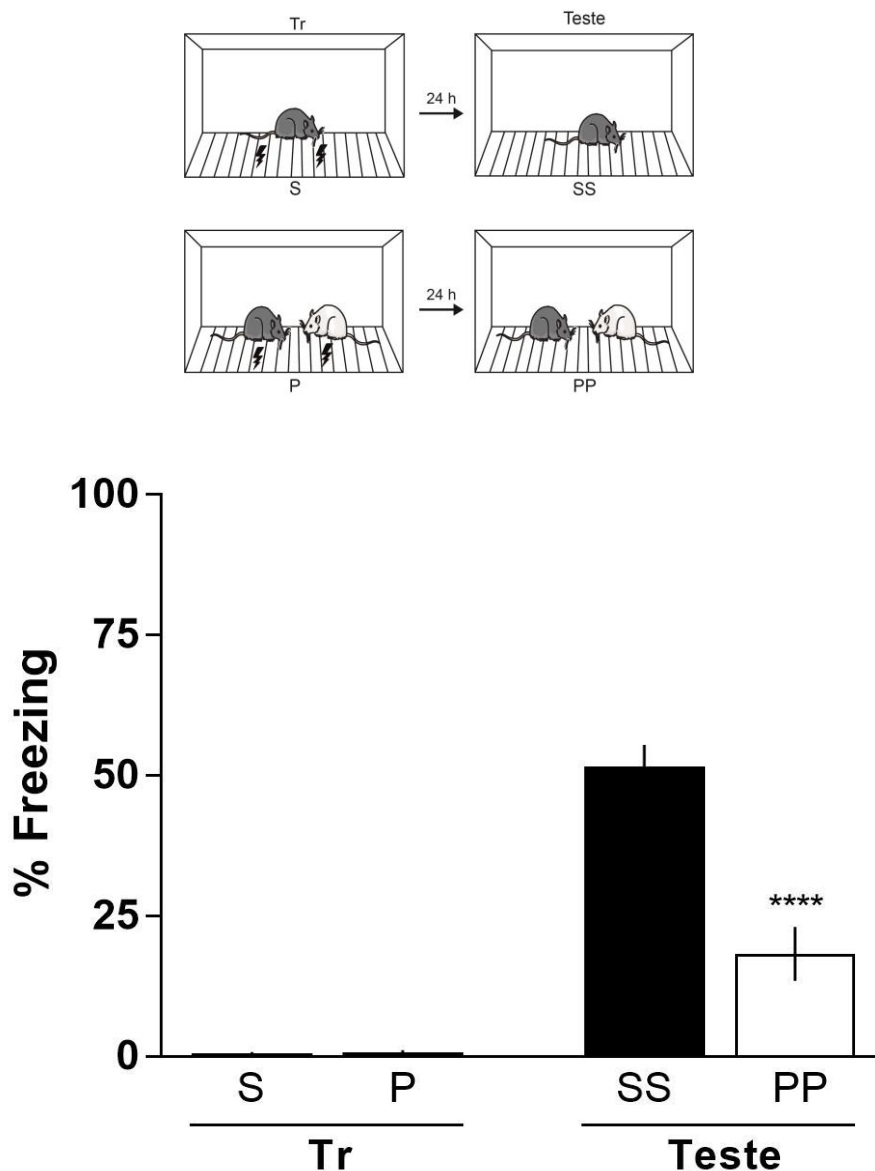 Tr Teste
24 h
S SS
24 h
P PP
100
75
50
25
0
% Freezing
****
S P SS PP
Tr Teste